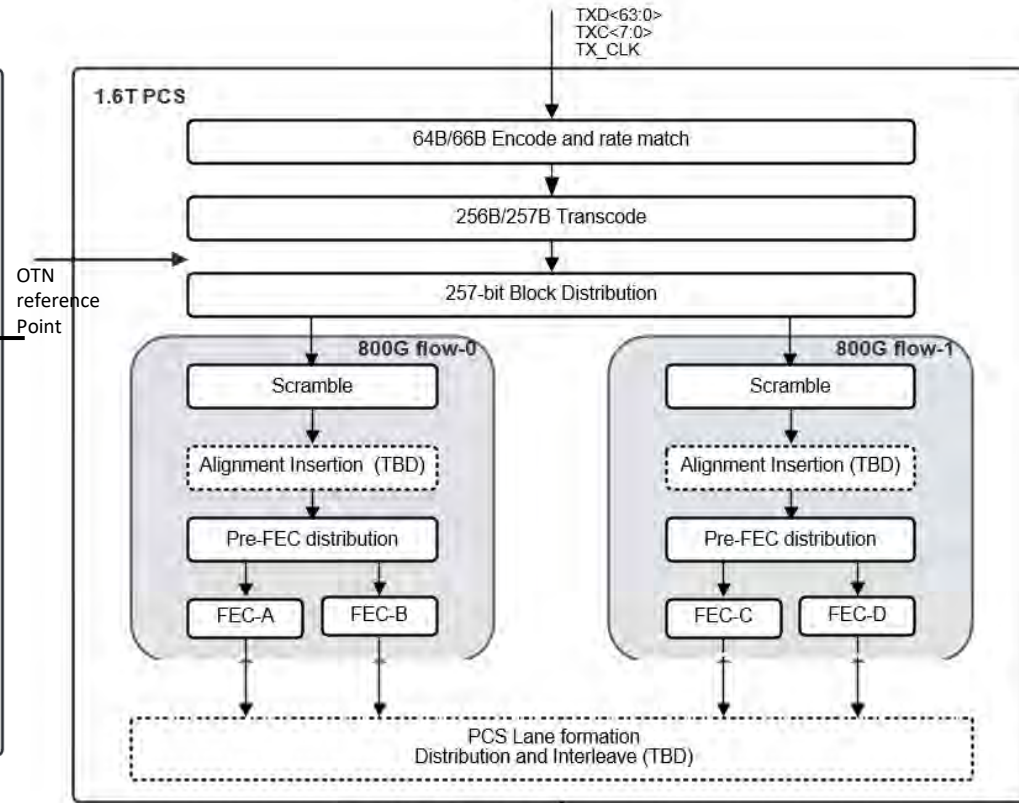 TXD<63:0>
TXC<7:0>
TX_CLK
1.6T PCS
64B/66B Encode and rate match
256B/257B Transcode
OTN
reference
Point
257-bit Block Distribution
800G flow-0
800G flow-1
Scramble
Scramble
Alignment Insertion (TBD)
Alignment Insertion (TBD)
Pre-FEC distribution
Pre-FEC distribution
FEC-A
FEC-B
FEC-C
FEC-D
PCS Lane formation
Distribution and Interleave (TBD)